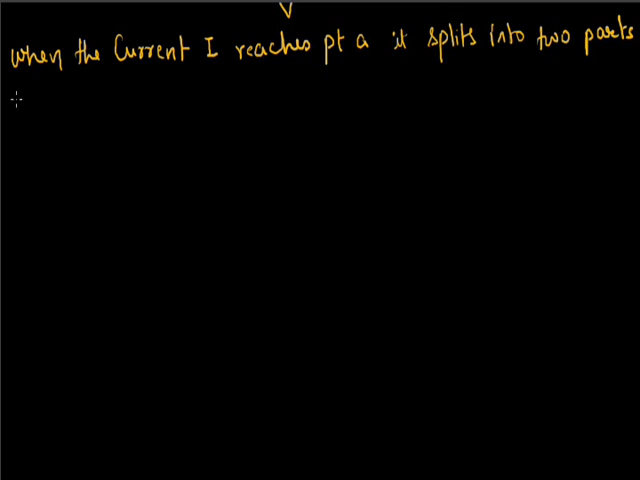 V
when the Current I reaches pt a it splits into two parts